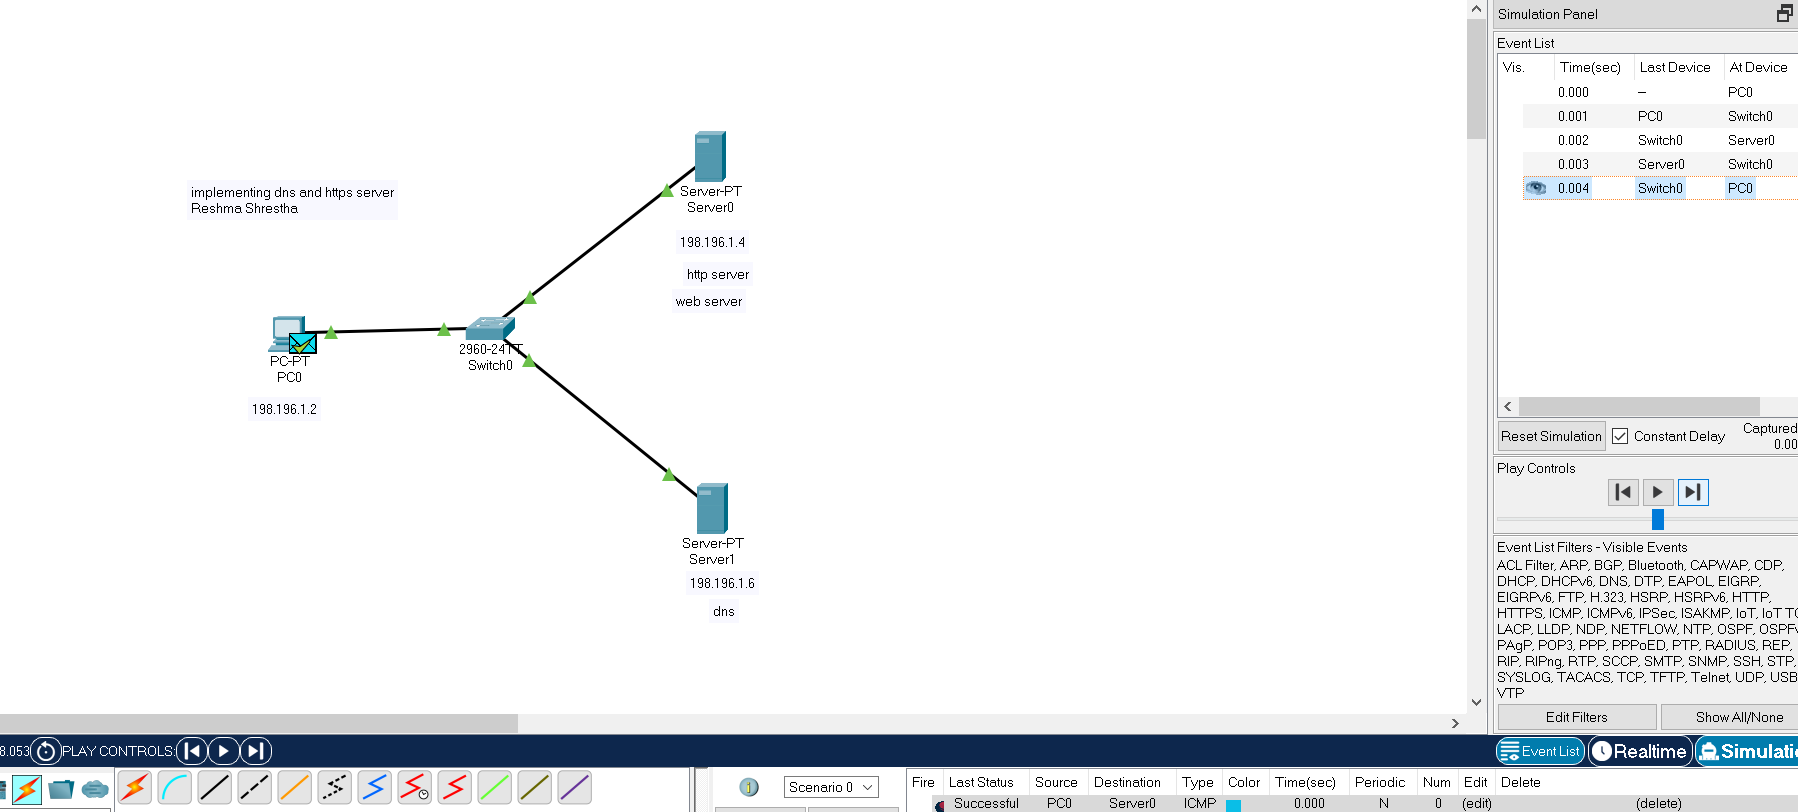 Simulation Panel
Event List
Vis. Time(sec) Last Device At Device
0.000 -- PC0
0.001 PC0 Switch0
0.002 Switch0 Server0
0.003 Server0 Switch0
0.004 Switch0 PC0
implementing dns and https server
Reshma Shrestha
Server-PT
Server0
198.196.1.4
http server
web server
PC-PT
PC0
198.196.1.2
2960-24TT
Switch0
Server-PT
Server1
198.196.1.6
dns
Reset Simulation Constant Delay Captured
0.00
Play Controls
Event List Filters - Visible Events
ACL Filter, ARP, BGP, Bluetooth, CAPWAP, CDP,
DHCP, DHCPv6, DNS, DTP, EAPOL, EIGRP,
EIGRPv6, FTP, H.323, HSRP, HSRPv6, HTTP,
HTTPS, ICMP, ICMPv6, IPSec, ISAKMP, IoT, IoT TC
LACP, LLDP, NDP, NETFLOW, NTP, OSPF, OSPFv
PAgP, POP3, PPP, PPPoED, PTP, RADIUS, REP,
RIP, RIPng, RTP, SCCP, SMTP, SNMP, SSH, STP,
SYSLOG, TACACS, TCP, TFTP, Telnet, UDP, USB
VTP
Edit Filters Show All/None
8.053 PLAY CONTROLS: Event List Realtime Simulati
Scenario 0
Fire Last Status Source Destination Type Color Time(sec) Periodic Num Edit Delete
Successful PC0 Server0 ICMP 0.000 N 0 (edit) (delete)